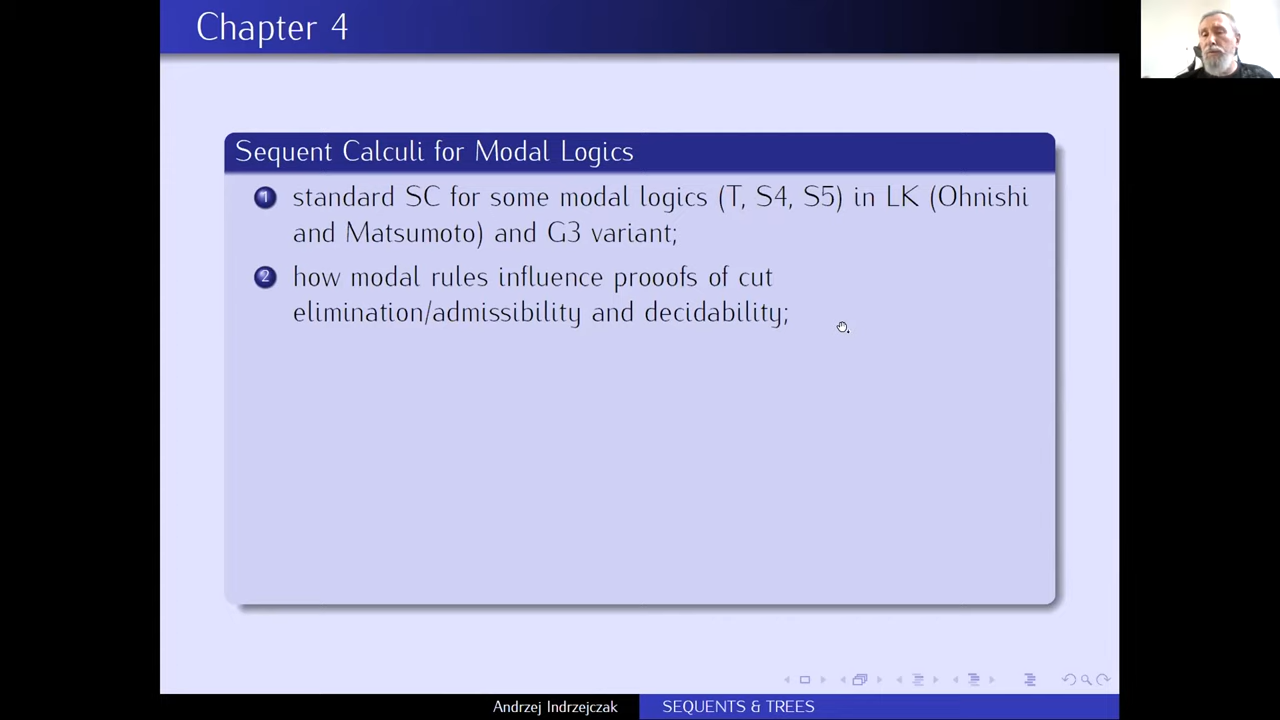 Chapter 4
Sequent Calculi for Modal Logics
1 standard SC for some modal logics (T, S4, S5) in LK (Ohnishi
and Matsumoto) and G3 variant;
2 how modal rules influence prooofs of cut
elimination/admissibility and decidability;
Andrzej Indrzejczak SEQUENTS & TREES